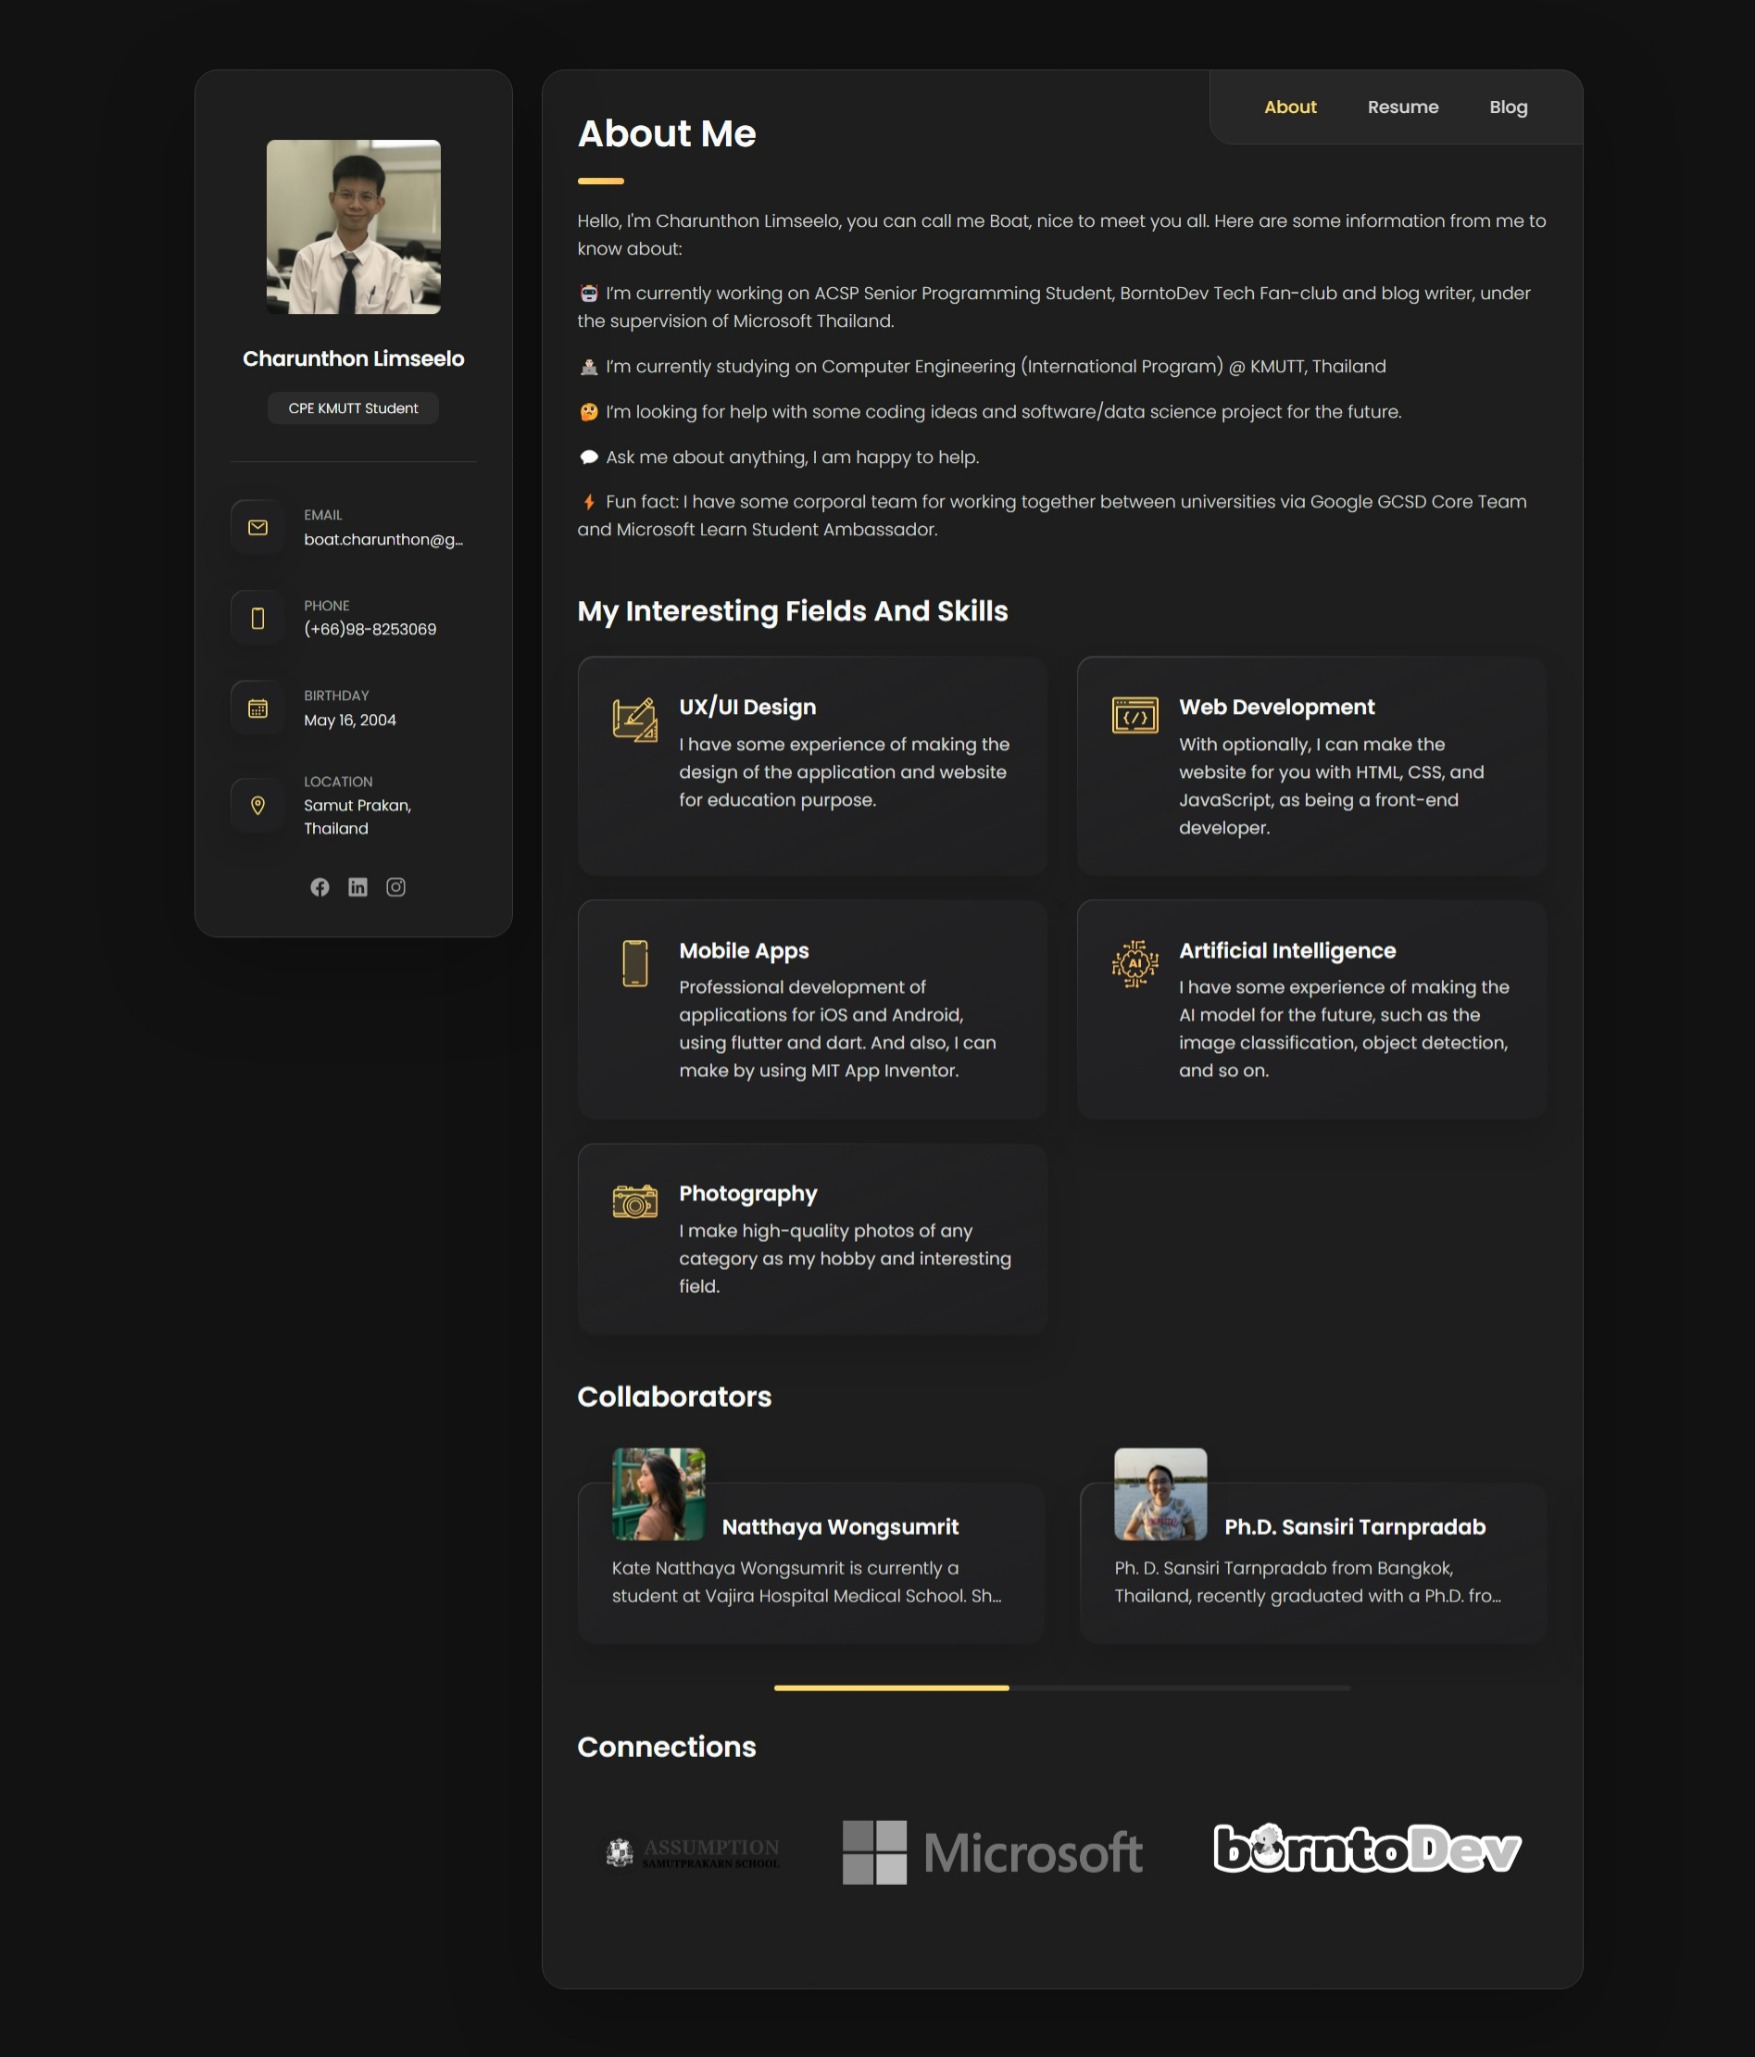 Charunthon Limseelo
CPE KMUTT Student
EMAIL
boat.charunthon@g...
PHONE
(+66)98-8253069
BIRTHDAY
May 16, 2004
LOCATION
Samut Prakan,
Thailand
About Resume Blog
About Me
Hello, I'm Charunthon Limseelo, you can call me Boat, nice to meet you all. Here are some information from me to
know about:
🤖 I’m currently working on ACSP Senior Programming Student, BorntoDev Tech Fan-club and blog writer, under
the supervision of Microsoft Thailand.
👨🏻‍💻 I’m currently studying on Computer Engineering (International Program) @ KMUTT, Thailand
🤔 I’m looking for help with some coding ideas and software/data science project for the future.
💬 Ask me about anything, I am happy to help.
⚡ Fun fact: I have some corporal team for working together between universities via Google GCSD Core Team
and Microsoft Learn Student Ambassador.
My Interesting Fields And Skills
UX/UI Design
I have some experience of making the
design of the application and website
for education purpose.
Web Development
With optionally, I can make the
website for you with HTML, CSS, and
JavaScript, as being a front-end
developer.
Mobile Apps
Professional development of
applications for iOS and Android,
using flutter and dart. And also, I can
make by using MIT App Inventor.
AI
Artificial Intelligence
I have some experience of making the
AI model for the future, such as the
image classification, object detection,
and so on.
Photography
I make high-quality photos of any
category as my hobby and interesting
field.
Collaborators
Natthaya Wongsumrit
Kate Natthaya Wongsumrit is currently a
student at Vajira Hospital Medical School. Sh...
Ph.D. Sansiri Tarnpradab
Ph. D. Sansiri Tarnpradab from Bangkok,
Thailand, recently graduated with a Ph.D. fro...
Connections
ASSUMPTION
SAMUTPRAKARN SCHOOL
Microsoft
borntoDev